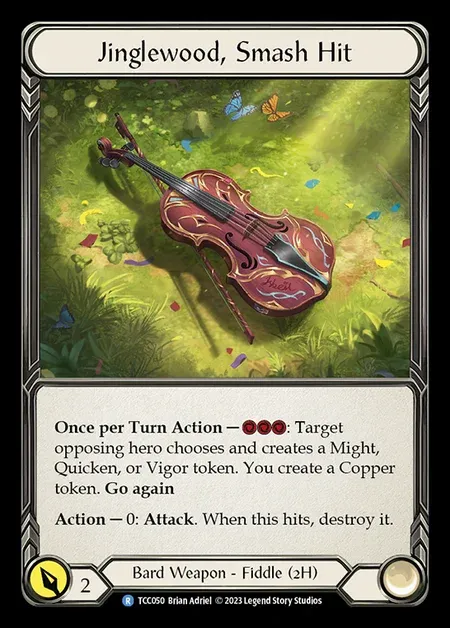 Jinglewood, Smash Hit
Once per Turn Action — : Target
opposing hero chooses and creates a Might,
Quicken, or Vigor token. You create a Copper
token. Go again
Action — 0: Attack. When this hits, destroy it.
2
Bard Weapon - Fiddle (2H)
R TCC050 Brian Adriel © 2023 Legend Story Studios